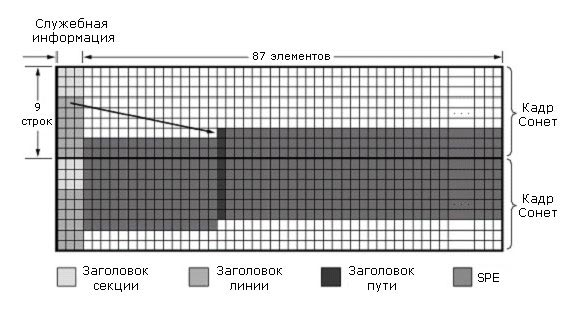 Служебная
информация
87 элементов
9
строк
. . .
Кадр
Сонет
. . .
Кадр
Сонет
Заголовок
секции
Заголовок
линии
Заголовок
пути
SPE